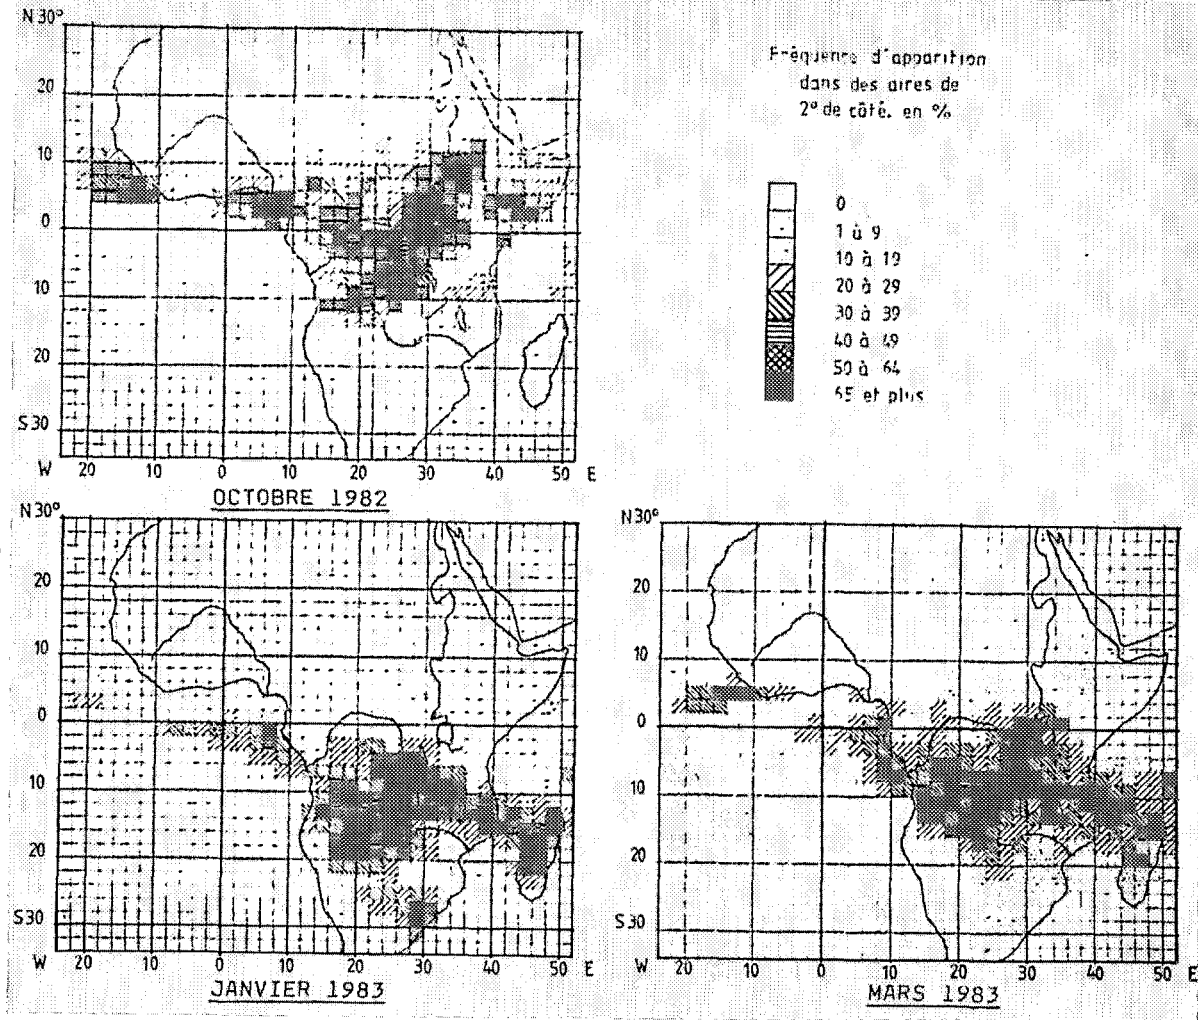 N 30°
20
10
0
10
20
S 30
W 20 10 0 10 20 30 40 50 E
OCTOBRE 1982
Fréquence d'apparition
dans des aires de
2° de côté. en %
0
1 à 9
10 à 19
20 à 29
30 à 39
40 à 49
50 à 64
65 et plus
N 30°
20
10
0
10
20
S 30
W 20 10 0 10 20 30 40 50 E
JANVIER 1983
N 30°
20
10
0
10
20
S 30
W 20 10 0 10 20 30 40 50 E
MARS 1983